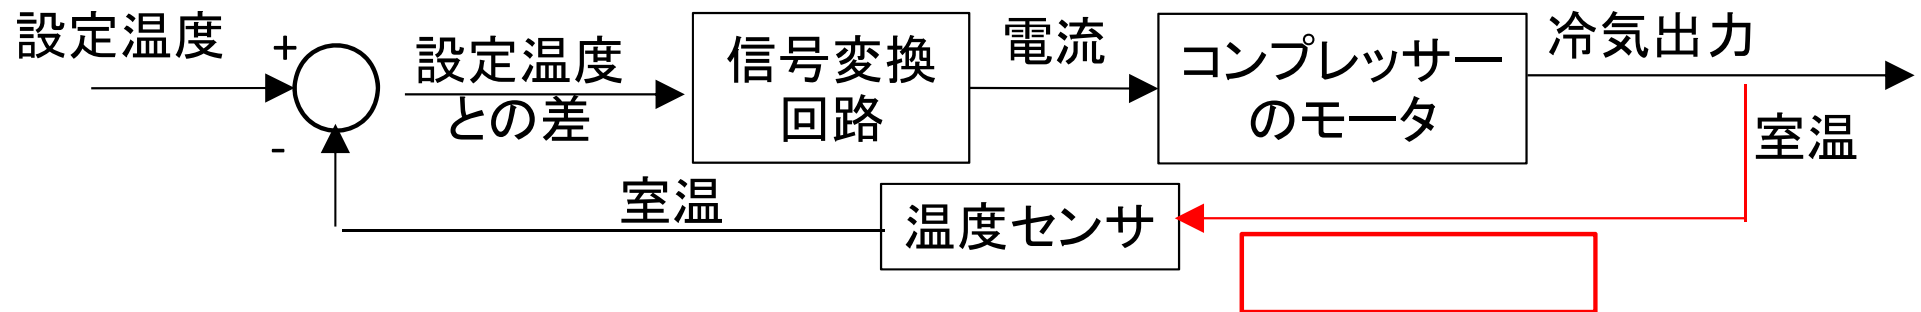 設定温度
+
-
設定温度
との差
信号変換
回路
電流
コンプレッサー
のモータ
冷気出力
室温
室温
温度センサ